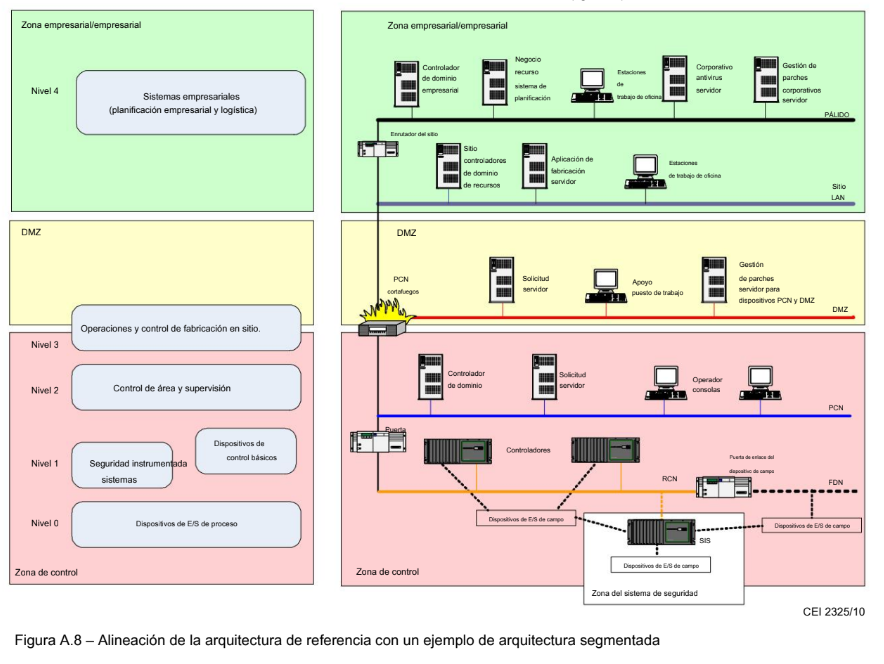 Zona empresarial/empresarial
Nivel 4
Sistemas empresariales
(planificación empresarial y logística)
DMZ
Operaciones y control de fabricación en sitio.
Nivel 3
Nivel 2
Control de área y supervisión
Nivel 1
Seguridad instrumentada
sistemas
Dispositivos de
control básicos
Nivel 0
Dispositivos de E/S de proceso
Zona de control
Zona empresarial/empresarial
Controlador
de dominio
empresarial
Negocio
recurso
sistema de
planificación
Estaciones
de
trabajo de oficina
Corporativo
antivirus
servidor
Gestión de
parches
corporativos
servidor
PÁLIDO
Enrutador del sitio
Sitio
controladores
de dominio
de recursos
Aplicación de
fabricación
servidor
Estaciones
de trabajo de oficina
Sitio
LAN
DMZ
PCN
cortafuegos
Solicitud
servidor
Apoyo
puesto de trabajo
Gestión
de parches
servidor para
dispositivos PCN y DMZ
DMZ
Controlador
de dominio
Solicitud
servidor
Operador
consolas
PCN
Puerta
Controladores
Puerta de enlace del
dispositivo de campo
RCN
FDN
Dispositivos de E/S de campo
SIS
Dispositivos de E/S de campo
Dispositivos de E/S de campo
Zona de control
Zona del sistema de seguridad
CEI 2325/10
Figura A.8 – Alineación de la arquitectura de referencia con un ejemplo de arquitectura segmentada